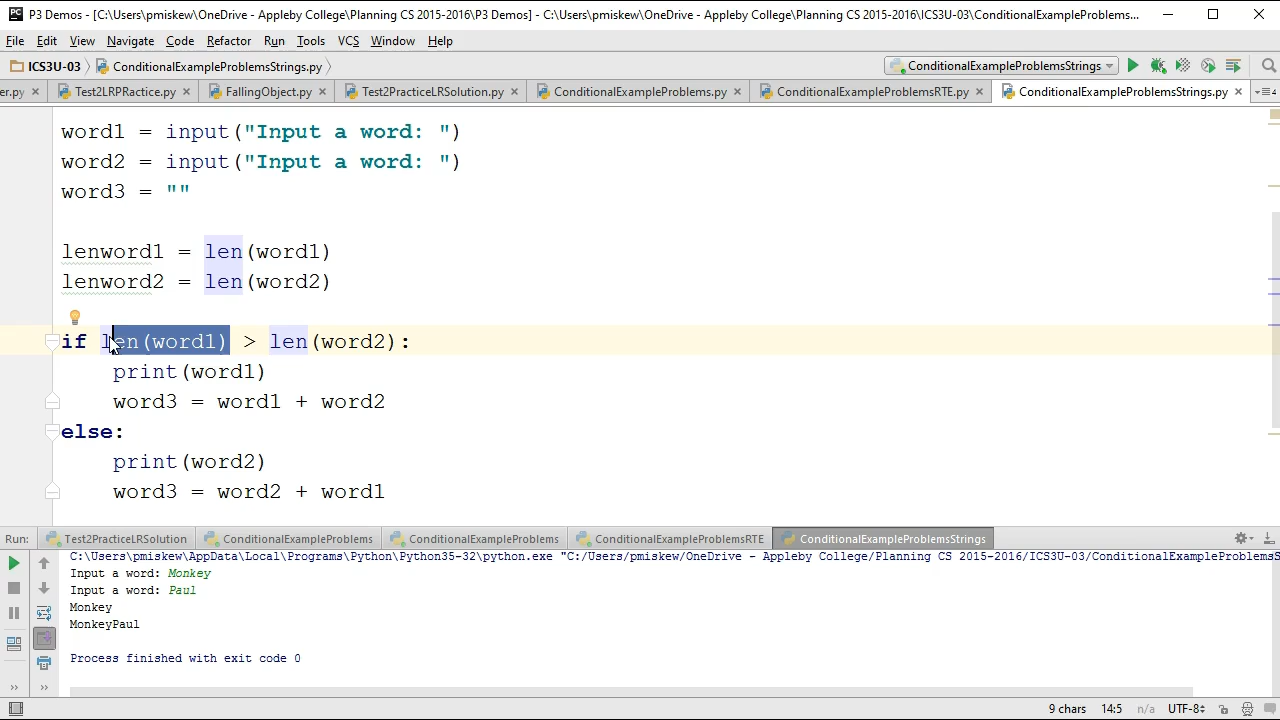 P3 Demos - [C:\Users\pmiskew\OneDrive - Appleby College\Planning CS 2015-2016\P3 Demos] - C:\Users\pmiskew\OneDrive - Appleby College\Planning CS 2015-2016\ICS3U-03\ConditionalExampleProblems...
File Edit View Navigate Code Refactor Run Tools VCS Window Help
ICS3U-03 ConditionalExampleProblemsStrings.py ConditionalExampleProblemsStrings
er.py Test2LRPRactice.py FallingObject.py Test2PracticeLRSolution.py ConditionalExampleProblems.py ConditionalExampleProblemsRTE.py ConditionalExampleProblemsStrings.py
word1 = input("Input a word: ")
word2 = input("Input a word: ")
word3 = ""
lenword1 = len(word1)
lenword2 = len(word2)
if len(word1) > len(word2):
print(word1)
word3 = word1 + word2
else:
print(word2)
word3 = word2 + word1
Run: Test2PracticeLRSolution ConditionalExampleProblems ConditionalExampleProblems ConditionalExampleProblemsRTE ConditionalExampleProblemsStrings
C:\Users\pmiskew\AppData\Local\Programs\Python\Python35-32\python.exe "C:/Users/pmiskew/OneDrive - Appleby College/Planning CS 2015-2016/ICS3U-03/ConditionalExampleProblemsS
Input a word: Monkey
Input a word: Paul
Monkey
MonkeyPaul
Process finished with exit code 0
9 chars 14:5 n/a UTF-8